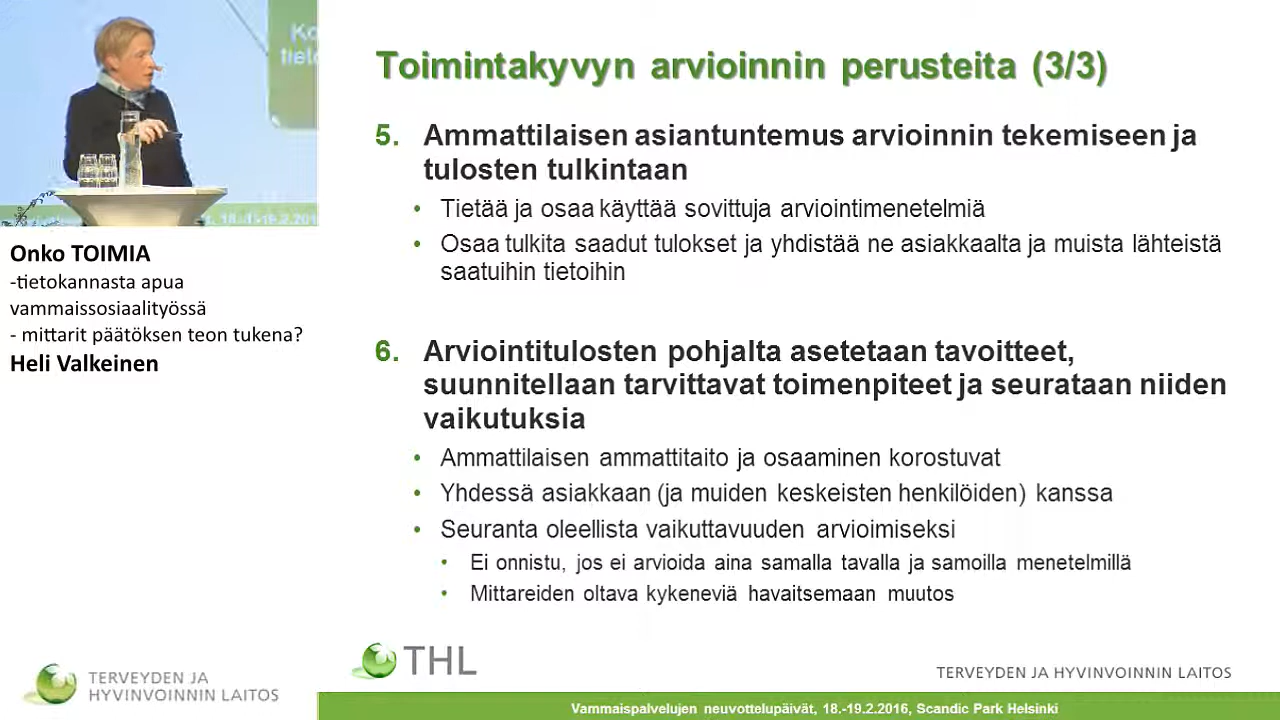 Toimintakyvyn arvioinnin perusteita (3/3)
5. Ammattilaisen asiantuntemus arvioinnin tekemiseen ja
tulosten tulkintaan
• Tietää ja osaa käyttää sovittuja arviointimenetelmiä
• Osaa tulkita saadut tulokset ja yhdistää ne asiakkaalta ja muista lähteistä
saatuihin tietoihin
6. Arviointitulosten pohjalta asetetaan tavoitteet,
suunnitellaan tarvittavat toimenpiteet ja seurataan niiden
vaikutuksia
• Ammattilaisen ammattitaito ja osaaminen korostuvat
• Yhdessä asiakkaan (ja muiden keskeisten henkilöiden) kanssa
• Seuranta oleellista vaikuttavuuden arvioimiseksi
• Ei onnistu, jos ei arvioida aina samalla tavalla ja samoilla menetelmillä
• Mittareiden oltava kykeneviä havaitsemaan muutos
Onko TOIMIA
-tietokannasta apua
vammaissosiaalityössä
- mittarit päätöksen teon tukena?
Heli Valkeinen
TERVEYDEN JA
HYVINVOINNIN LAITOS
THL
TERVEYDEN JA HYVINVOINNIN LAITOS
Vammaispalvelujen neuvottelupäivät, 18.-19.2.2016, Scandic Park Helsinki